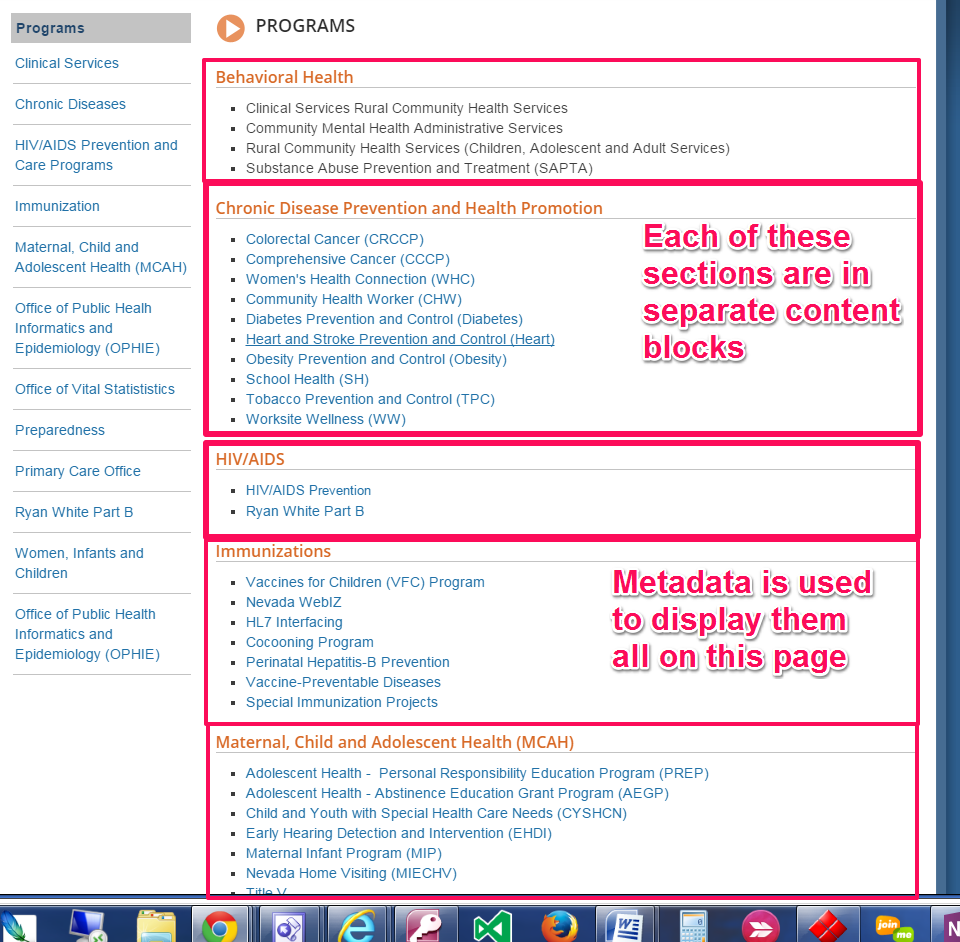 Programs
Clinical Services
Chronic Diseases
HIV/AIDS Prevention and
Care Programs
Immunization
Maternal, Child and
Adolescent Health (MCAH)
Office of Public Healh
Informatics and
Epidemiology (OPHIE)
Office of Vital Statististics
Preparedness
Primary Care Office
Ryan White Part B
Women, Infants and
Children
Office of Public Health
Informatics and
Epidemiology (OPHIE)
PROGRAMS
Behavioral Health
Clinical Services Rural Community Health Services
Community Mental Health Administrative Services
Rural Community Health Services (Children, Adolescent and Adult Services)
Substance Abuse Prevention and Treatment (SAPTA)
Chronic Disease Prevention and Health Promotion
Colorectal Cancer (CRCCP)
Comprehensive Cancer (CCCP)
Women's Health Connection (WHC)
Community Health Worker (CHW)
Diabetes Prevention and Control (Diabetes)
Heart and Stroke Prevention and Control (Heart)
Obesity Prevention and Control (Obesity)
School Health (SH)
Tobacco Prevention and Control (TPC)
Worksite Wellness (WW)
Each of these
sections are in
separate content
blocks
HIV/AIDS
HIV/AIDS Prevention
Ryan White Part B
Immunizations
Vaccines for Children (VFC) Program
Nevada WebIZ
HL7 Interfacing
Cocooning Program
Perinatal Hepatitis-B Prevention
Vaccine-Preventable Diseases
Special Immunization Projects
Metadata is used
to display them
all on this page
Maternal, Child and Adolescent Health (MCAH)
Adolescent Health -  Personal Responsibility Education Program (PREP)
Adolescent Health - Abstinence Education Grant Program (AEGP)
Child and Youth with Special Health Care Needs (CYSHCN)
Early Hearing Detection and Intervention (EHDI)
Maternal Infant Program (MIP)
Nevada Home Visiting (MIECHV)
Title V
join
me
N